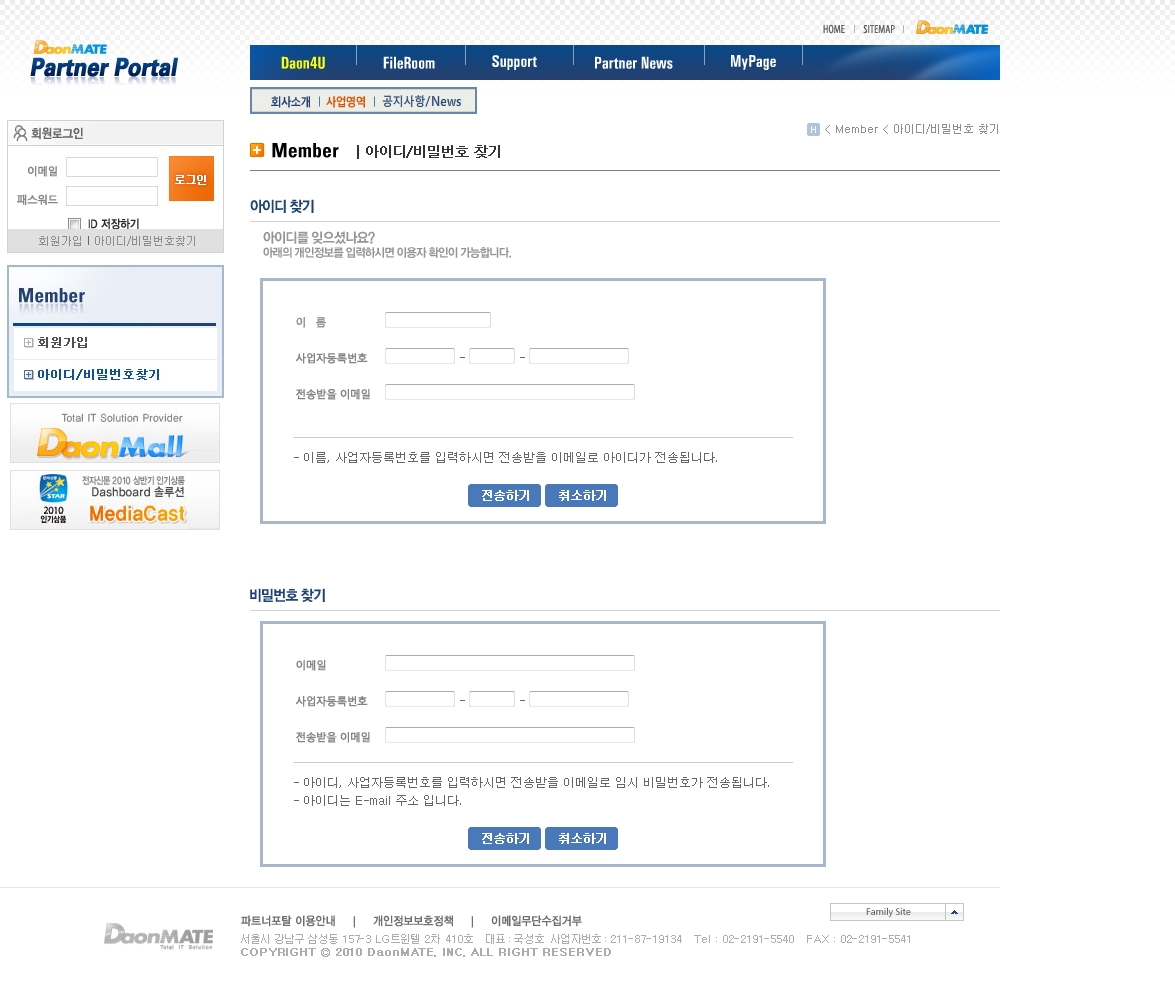 HOME | SITEMAP | DaonMATE
DaonMATE
Partner Portal
Daon4U FileRoom Support Partner News MyPage
회사소개 | 사업영역 | 공지사항/News
H < Member < 아이디/비밀번호 찾기
회원로그인
이메일
패스워드
로그인
ID 저장하기
회원가입 | 아이디/비밀번호찾기
Member
회원가입
아이디/비밀번호찾기
Total IT Solution Provider
DaonMall
전자신문
STAR
2010
인기상품
전자신문 2010 상반기 인기상품
Dashboard 솔루션
MediaCast
Member | 아이디/비밀번호 찾기
아이디 찾기
아이디를 잊으셨나요?
아래의 개인정보를 입력하시면 이용자 확인이 가능합니다.
이 름
사업자등록번호 - -
전송받을 이메일
- 이름, 사업자등록번호를 입력하시면 전송받을 이메일로 아이디가 전송됩니다.
전송하기 취소하기
비밀번호 찾기
이메일
사업자등록번호 - -
전송받을 이메일
- 아이디, 사업자등록번호를 입력하시면 전송받을 이메일로 임시 비밀번호가 전송됩니다.
- 아이디는 E-mail 주소 입니다.
전송하기 취소하기
DaonMATE
Total IT Solution
파트너포탈 이용안내 | 개인정보보호정책 | 이메일무단수집거부
Family Site
서울시 강남구 삼성동 157-3 LG트윈텔 2차 410호 대표 : 국성호 사업자번호 : 211-87-19134 Tel : 02-2191-5540 FAX : 02-2191-5541
COPYRIGHT © 2010 DaonMATE, INC. ALL RIGHT RESERVED